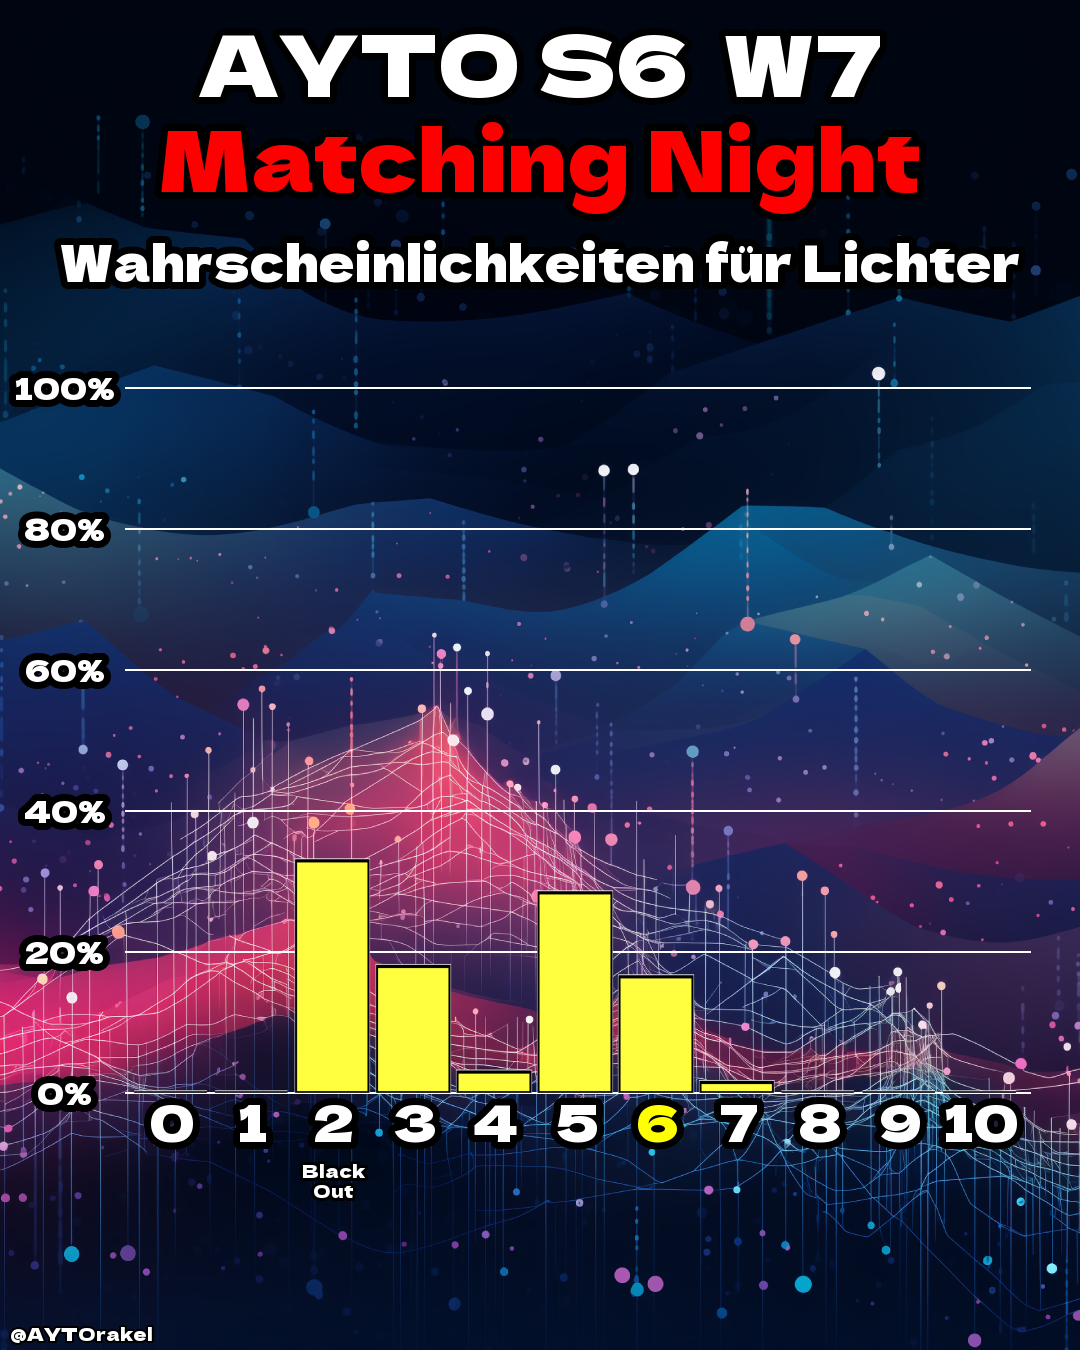 AYTO S6 W7
Matching Night
Wahrscheinlichkeiten für Lichter
100%
80%
60%
40%
20%
0%
0 1 2 3 4 5 6 7 8 9 10
Black
Out
@AYTOrakel